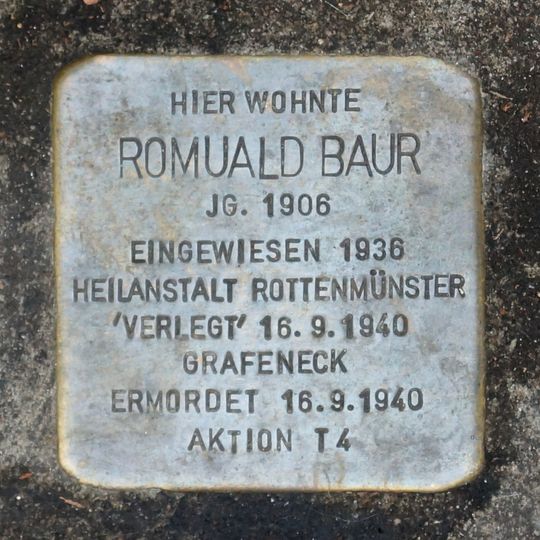 HIER WOHNTE
ROMUALD BAUR
JG. 1906
EINGEWIESEN 1936
HEILANSTALT ROTTENMÜNSTER
'VERLEGT' 16.9.1940
GRAFENECK
ERMORDET 16.9.1940
AKTION T4